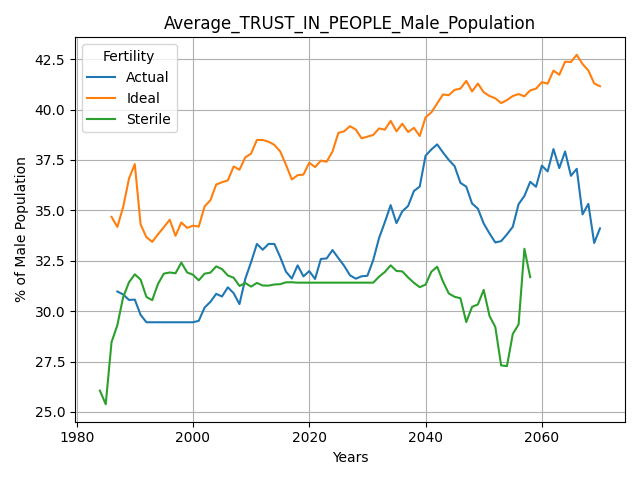 Average_TRUST_IN_PEOPLE_Male_Population
Fertility
Actual
Ideal
Sterile
% of Male Population
42.5
40.0
37.5
35.0
32.5
30.0
27.5
25.0
1980
2000
2020
2040
2060
Years